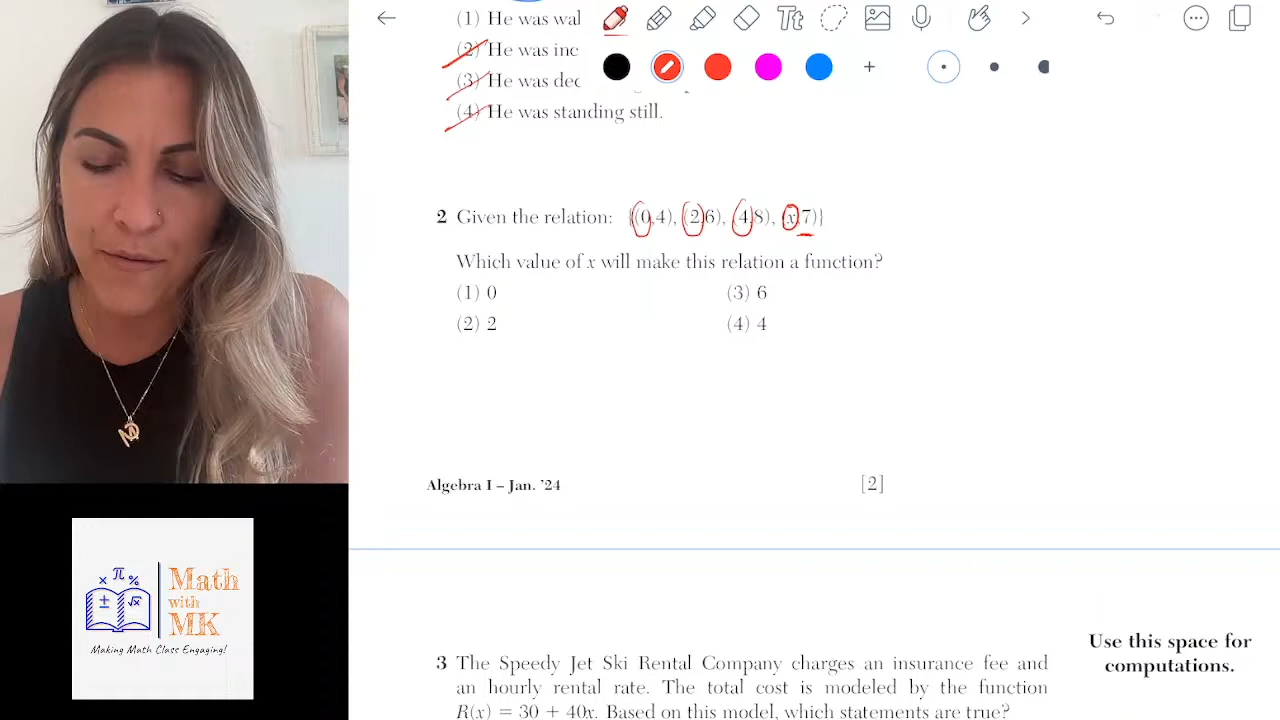 (1) He was wal
(2) He was inc
(3) He was dec
(4) He was standing still.
Tt
2 Given the relation: {(0,4), (2,6), (4,8), (x,7)}
Which value of x will make this relation a function?
(1) 0 (3) 6
(2) 2 (4) 4
Algebra I – Jan. ’24 [2]
Use this space for
computations.
3 The Speedy Jet Ski Rental Company charges an insurance fee and
an hourly rental rate. The total cost is modeled by the function
R(x) = 30 + 40x. Based on this model, which statements are true?
× π %
± √x
Math
with
MK
Making Math Class Engaging!